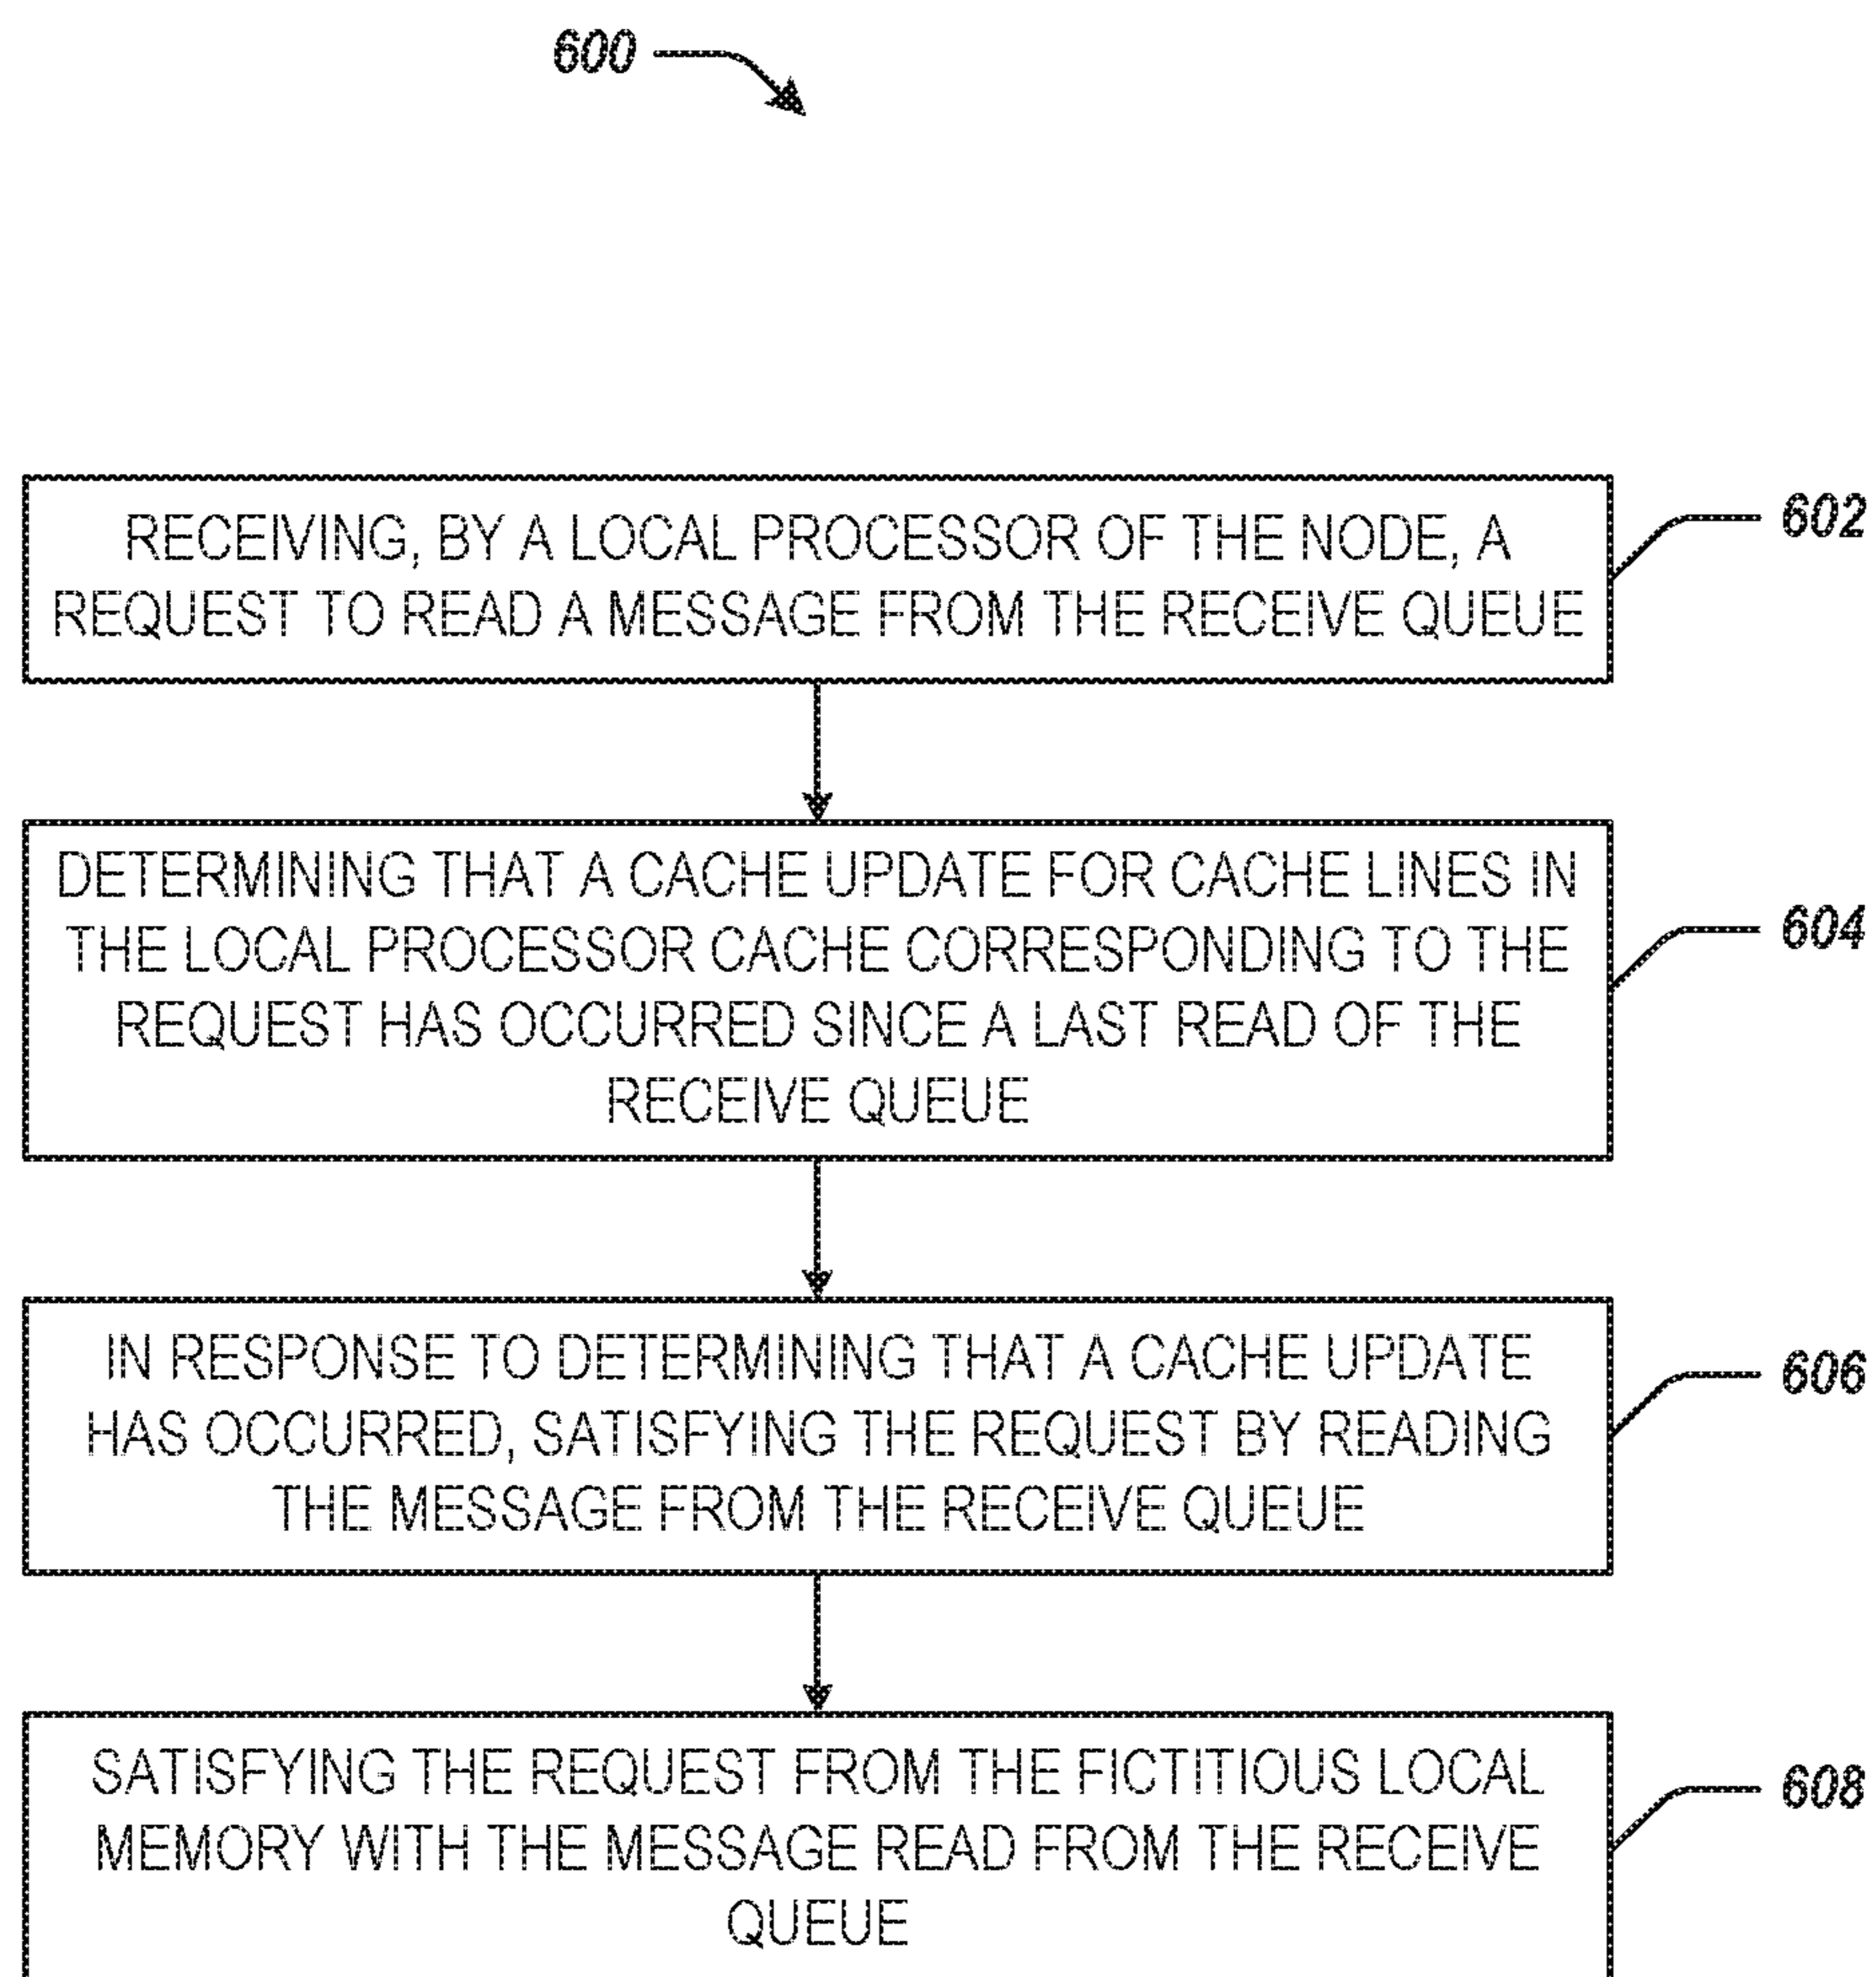 600
RECEIVING, BY A LOCAL PROCESSOR OF THE NODE, A
REQUEST TO READ A MESSAGE FROM THE RECEIVE QUEUE
602
DETERMINING THAT A CACHE UPDATE FOR CACHE LINES IN
THE LOCAL PROCESSOR CACHE CORRESPONDING TO THE
REQUEST HAS OCCURRED SINCE A LAST READ OF THE
RECEIVE QUEUE
604
IN RESPONSE TO DETERMINING THAT A CACHE UPDATE
HAS OCCURRED, SATISFYING THE REQUEST BY READING
THE MESSAGE FROM THE RECEIVE QUEUE
606
SATISFYING THE REQUEST FROM THE FICTITIOUS LOCAL
MEMORY WITH THE MESSAGE READ FROM THE RECEIVE
QUEUE
608